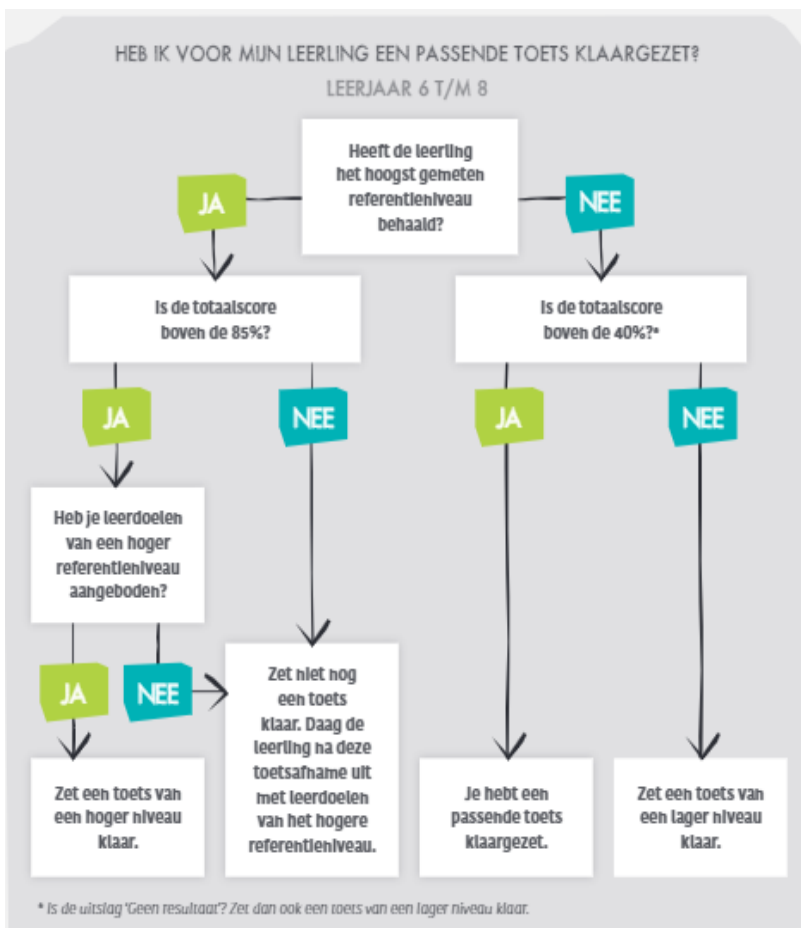 HEB IK VOOR MIJN LEERLING EEN PASSENDE TOETS KLAARGEZET?
LEERJAAR 6 T/M 8
Heeft de leerling
het hoogst gemeten
referentieniveau
behaald?
JA
NEE
Is de totaalscore
boven de 85%?
Is de totaalscore
boven de 40%?*
JA
NEE
JA
NEE
Heb je leerdoelen
van een hoger
referentieniveau
aangeboden?
JA
NEE
Zet een toets van
een hoger niveau
klaar.
Zet niet nog
een toets
klaar. Daag de
leerling na deze
toetsafname uit
met leerdoelen
van het hogere
referentieniveau.
Je hebt een
passende toets
klaargezet.
Zet een toets van
een lager niveau
klaar.
* Is de uitslag 'Geen resultaat'? Zet dan ook een toets van een lager niveau klaar.